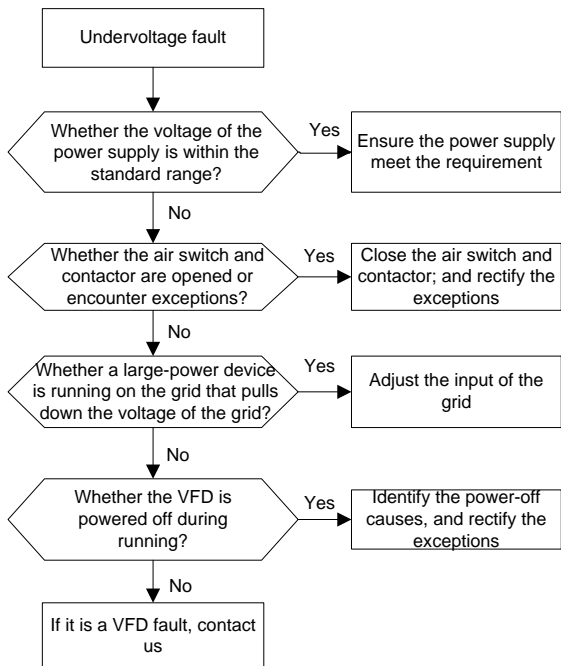 Undervoltage fault
Whether the voltage of the
power supply is within the
standard range?
Yes
Ensure the power supply
meet the requirement
No
Whether the air switch and
contactor are opened or
encounter exceptions?
Yes
Close the air switch and
contactor; and rectify the
exceptions
No
Whether a large-power device
is running on the grid that pulls
down the voltage of the grid?
Yes
Adjust the input of the
grid
No
Whether the VFD is
powered off during
running?
Yes
Identify the power-off
causes, and rectify the
exceptions
No
If it is a VFD fault, contact
us